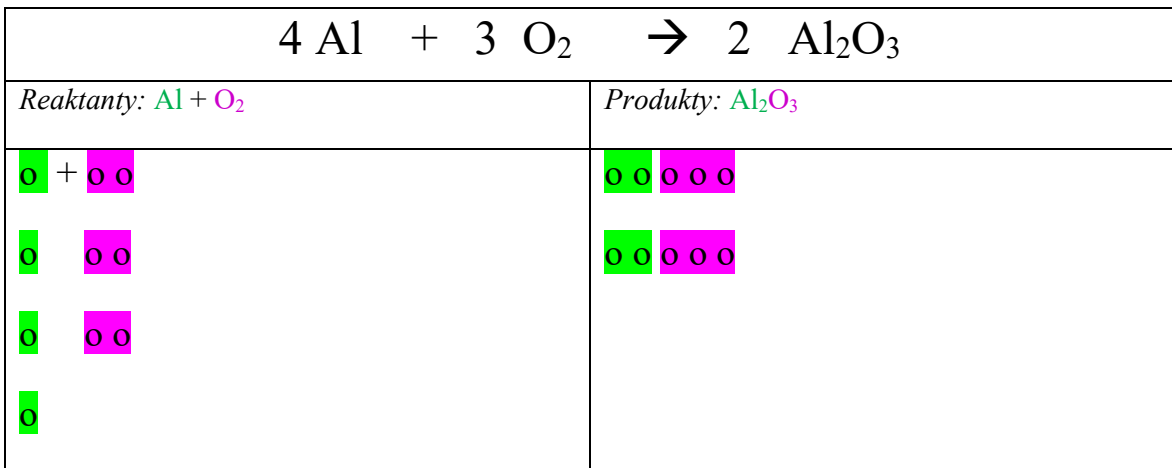 4 Al + 3 O₂ → 2 Al₂O₃
Reaktanty: Al + O₂
Produkty: Al₂O₃
o + o o
o o o
o o o
o
o o o o o
o o o o o